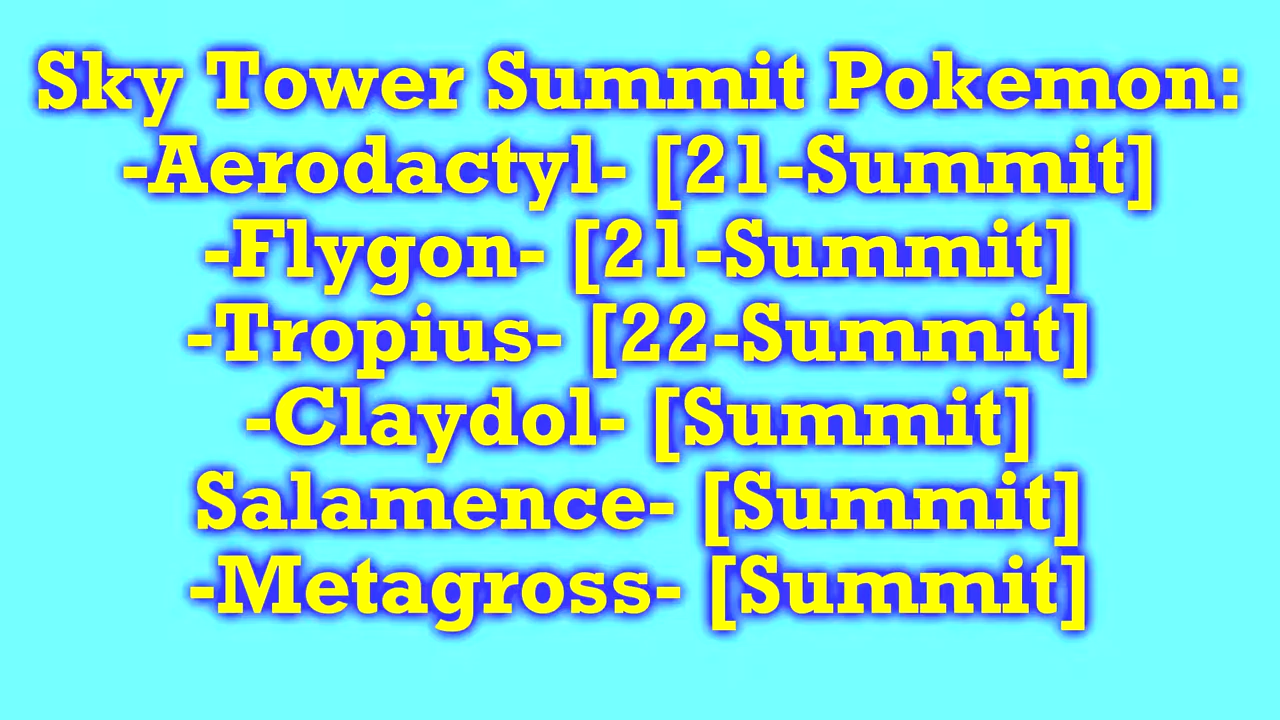 Sky Tower Summit Pokemon:
-Aerodactyl- [21-Summit]
-Flygon- [21-Summit]
-Tropius- [22-Summit]
-Claydol- [Summit]
Salamence- [Summit]
-Metagross- [Summit]